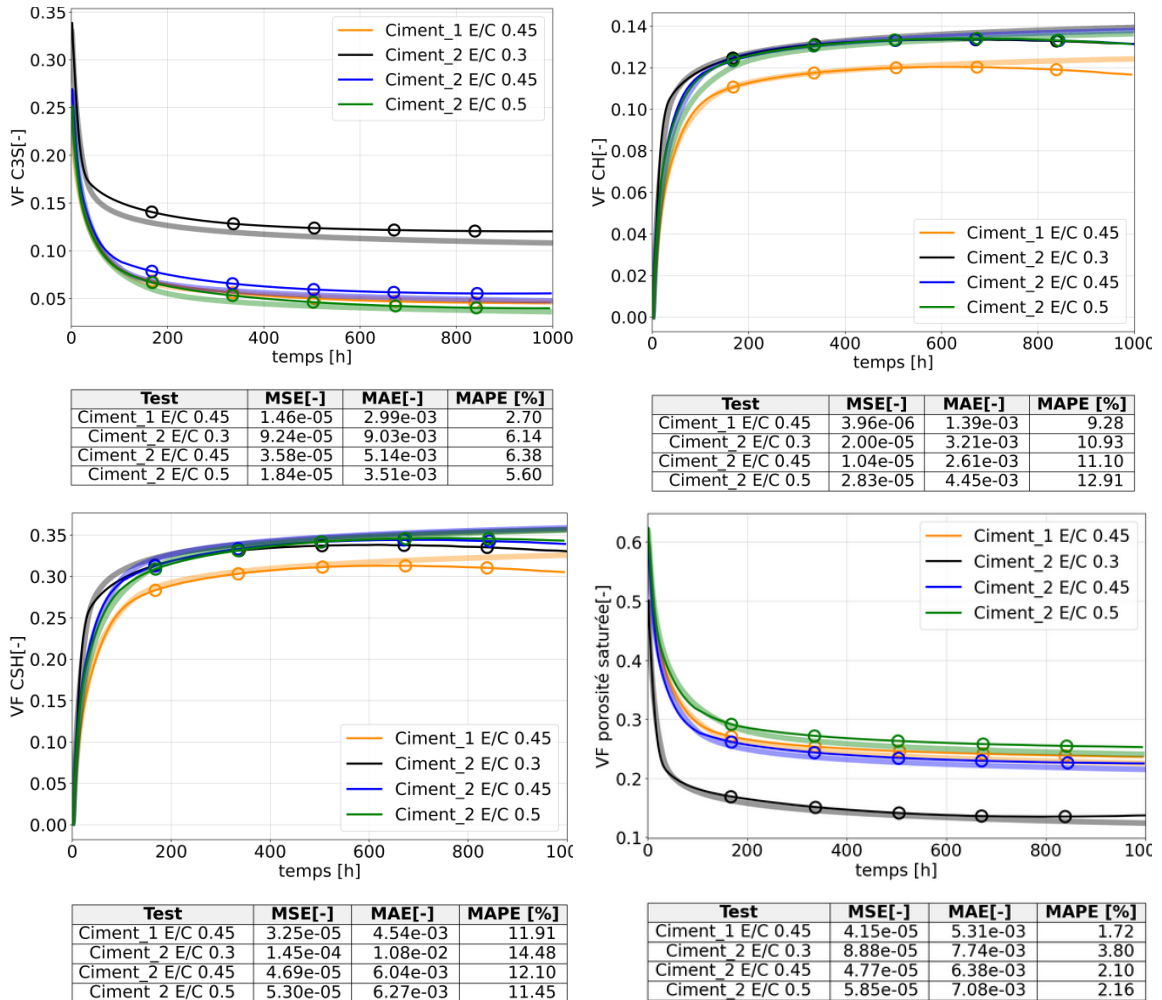 0.35
0.30
0.25
0.20
0.15
0.10
0.05
VF C3S[-]
Ciment_1 E/C 0.45
Ciment_2 E/C 0.3
Ciment_2 E/C 0.45
Ciment_2 E/C 0.5
0 200 400 600 800 1000
temps [h]
Test MSE[-] MAE[-] MAPE [%]
Ciment_1 E/C 0.45 1.46e-05 2.99e-03 2.70
Ciment_2 E/C 0.3 9.24e-05 9.03e-03 6.14
Ciment_2 E/C 0.45 3.58e-05 5.14e-03 6.38
Ciment_2 E/C 0.5 1.84e-05 3.51e-03 5.60
0.14
0.12
0.10
0.08
0.06
0.04
0.02
0.00
VF CH[-]
Ciment_1 E/C 0.45
Ciment_2 E/C 0.3
Ciment_2 E/C 0.45
Ciment_2 E/C 0.5
0 200 400 600 800 1000
temps [h]
Test MSE[-] MAE[-] MAPE [%]
Ciment_1 E/C 0.45 3.96e-06 1.39e-03 9.28
Ciment_2 E/C 0.3 2.00e-05 3.21e-03 10.93
Ciment_2 E/C 0.45 1.04e-05 2.61e-03 11.10
Ciment_2 E/C 0.5 2.83e-05 4.45e-03 12.91
0.35
0.30
0.25
0.20
0.15
0.10
0.05
0.00
VF CSH[-]
Ciment_1 E/C 0.45
Ciment_2 E/C 0.3
Ciment_2 E/C 0.45
Ciment_2 E/C 0.5
0 200 400 600 800 100
temps [h]
Test MSE[-] MAE[-] MAPE [%]
Ciment_1 E/C 0.45 3.25e-05 4.54e-03 11.91
Ciment_2 E/C 0.3 1.45e-04 1.08e-02 14.48
Ciment_2 E/C 0.45 4.69e-05 6.04e-03 12.10
Ciment_2 E/C 0.5 5.30e-05 6.27e-03 11.45
0.6
0.5
0.4
0.3
0.2
0.1
VF porosité saturée[-]
Ciment_1 E/C 0.45
Ciment_2 E/C 0.3
Ciment_2 E/C 0.45
Ciment_2 E/C 0.5
0 200 400 600 800 100
temps [h]
Test MSE[-] MAE[-] MAPE [%]
Ciment_1 E/C 0.45 4.15e-05 5.31e-03 1.72
Ciment_2 E/C 0.3 8.88e-05 7.74e-03 3.80
Ciment_2 E/C 0.45 4.77e-05 6.38e-03 2.10
Ciment_2 E/C 0.5 5.85e-05 7.08e-03 2.16